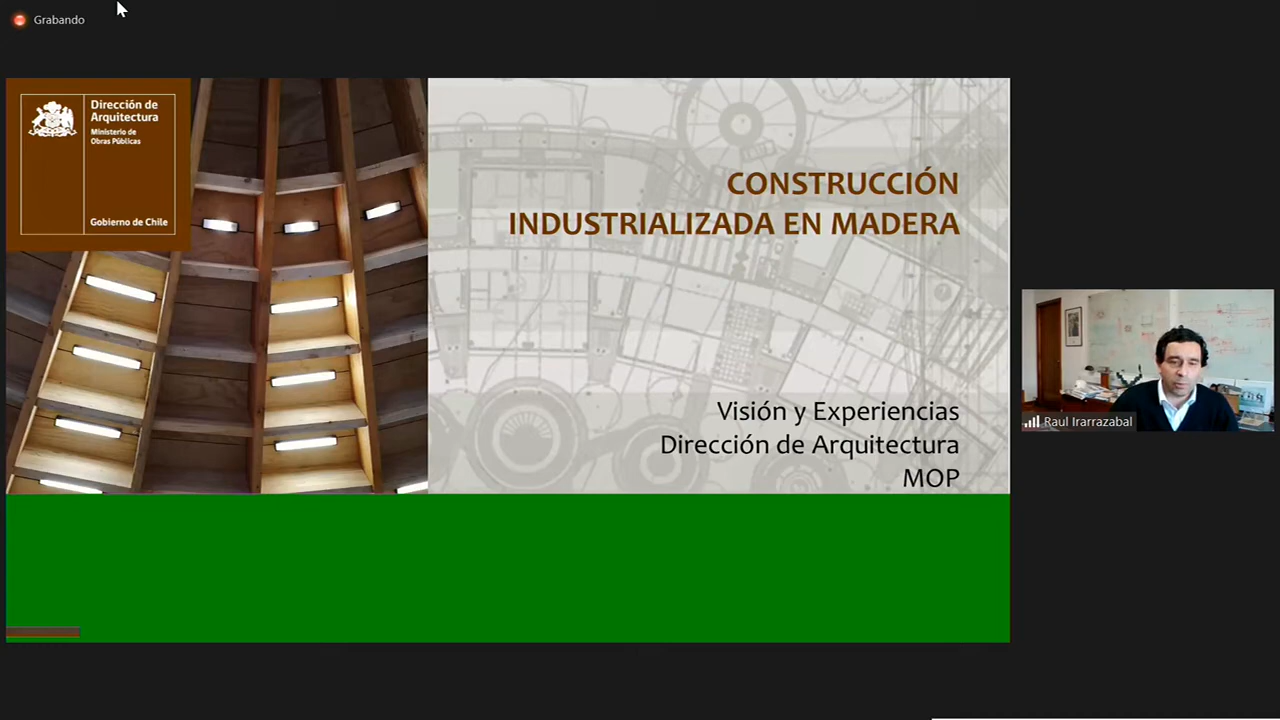 Grabando
Dirección de
Arquitectura
Ministerio de
Obras Públicas
Gobierno de Chile
CONSTRUCCIÓN
INDUSTRIALIZADA EN MADERA
Visión y Experiencias
Dirección de Arquitectura
MOP
Raul Irarrazabal